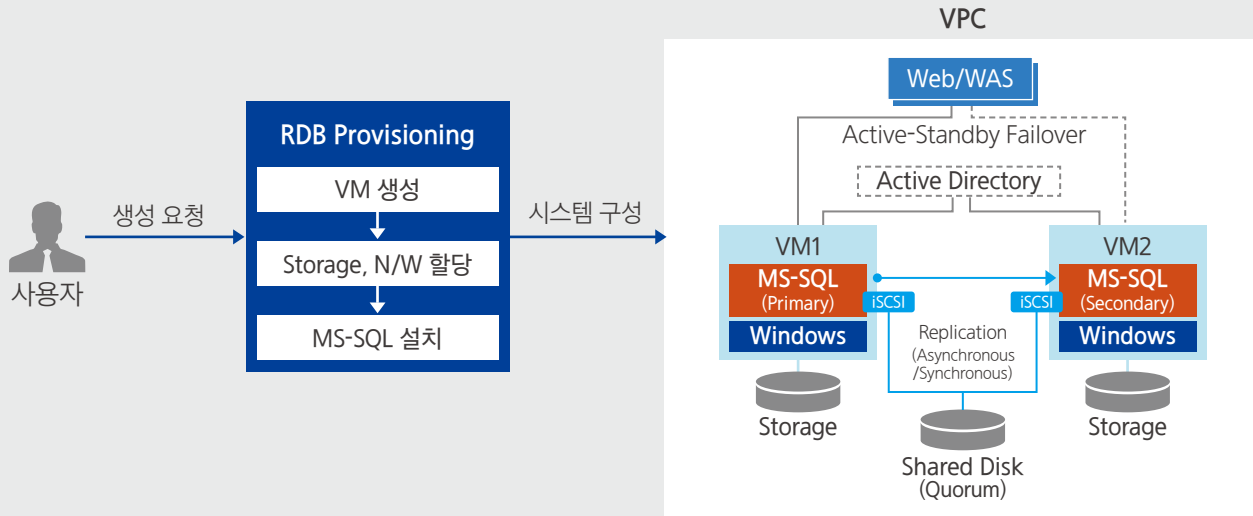 VPC
Web/WAS
Active-Standby Failover
Active Directory
RDB Provisioning
VM 생성
Storage, N/W 할당
MS-SQL 설치
생성 요청
시스템 구성
사용자
VM1
MS-SQL
(Primary)
Windows
iSCSI
Storage
VM2
MS-SQL
(Secondary)
Windows
iSCSI
Storage
Replication
(Asynchronous
/Synchronous)
Shared Disk
(Quorum)